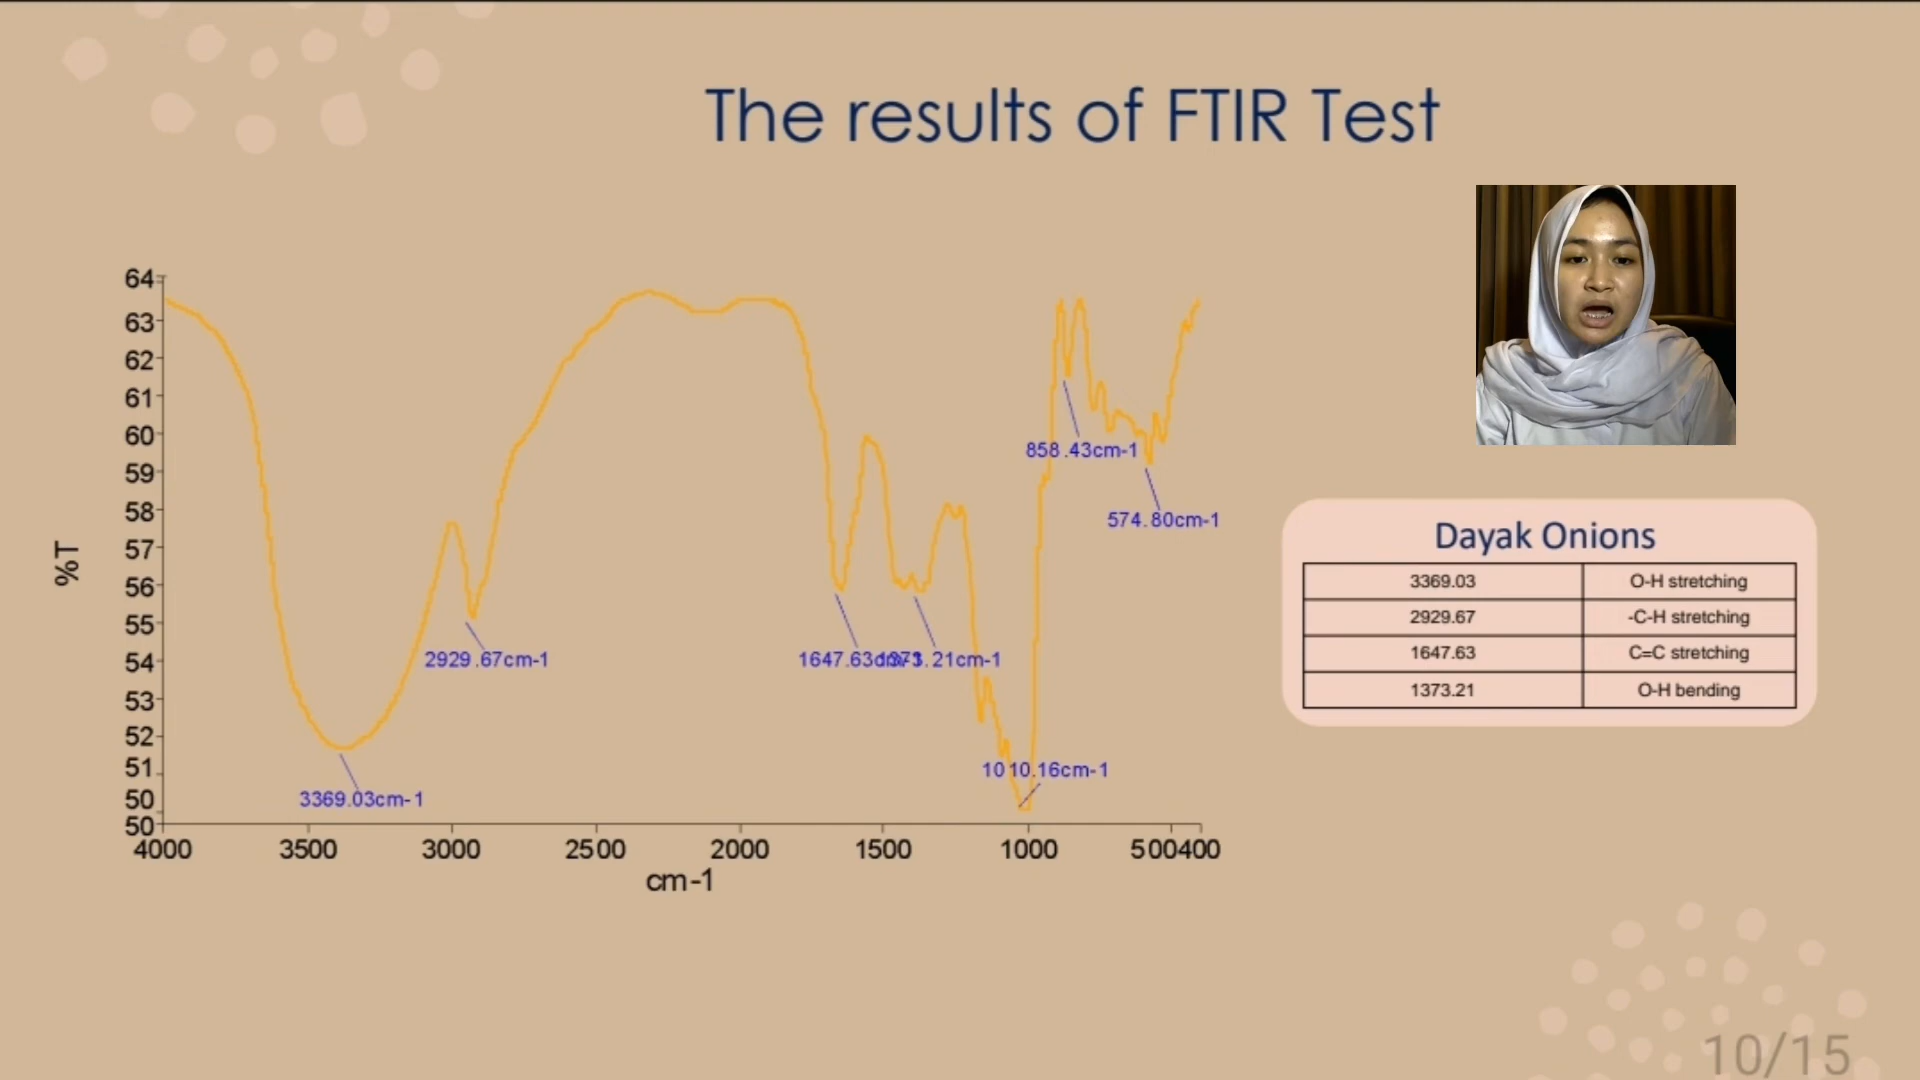 The results of FTIR Test
64
63
62
61
60
59
58
57
56
55
54
53
52
51
50
50
%T
4000
3500
3000
2500
2000
1500
1000
500400
cm-1
3369.03cm-1
2929.67cm-1
1647.63cm-1
1373.21cm-1
1010.16cm-1
858.43cm-1
574.80cm-1
Dayak Onions
3369.03 O-H stretching
2929.67 -C-H stretching
1647.63 C=C stretching
1373.21 O-H bending
10/15